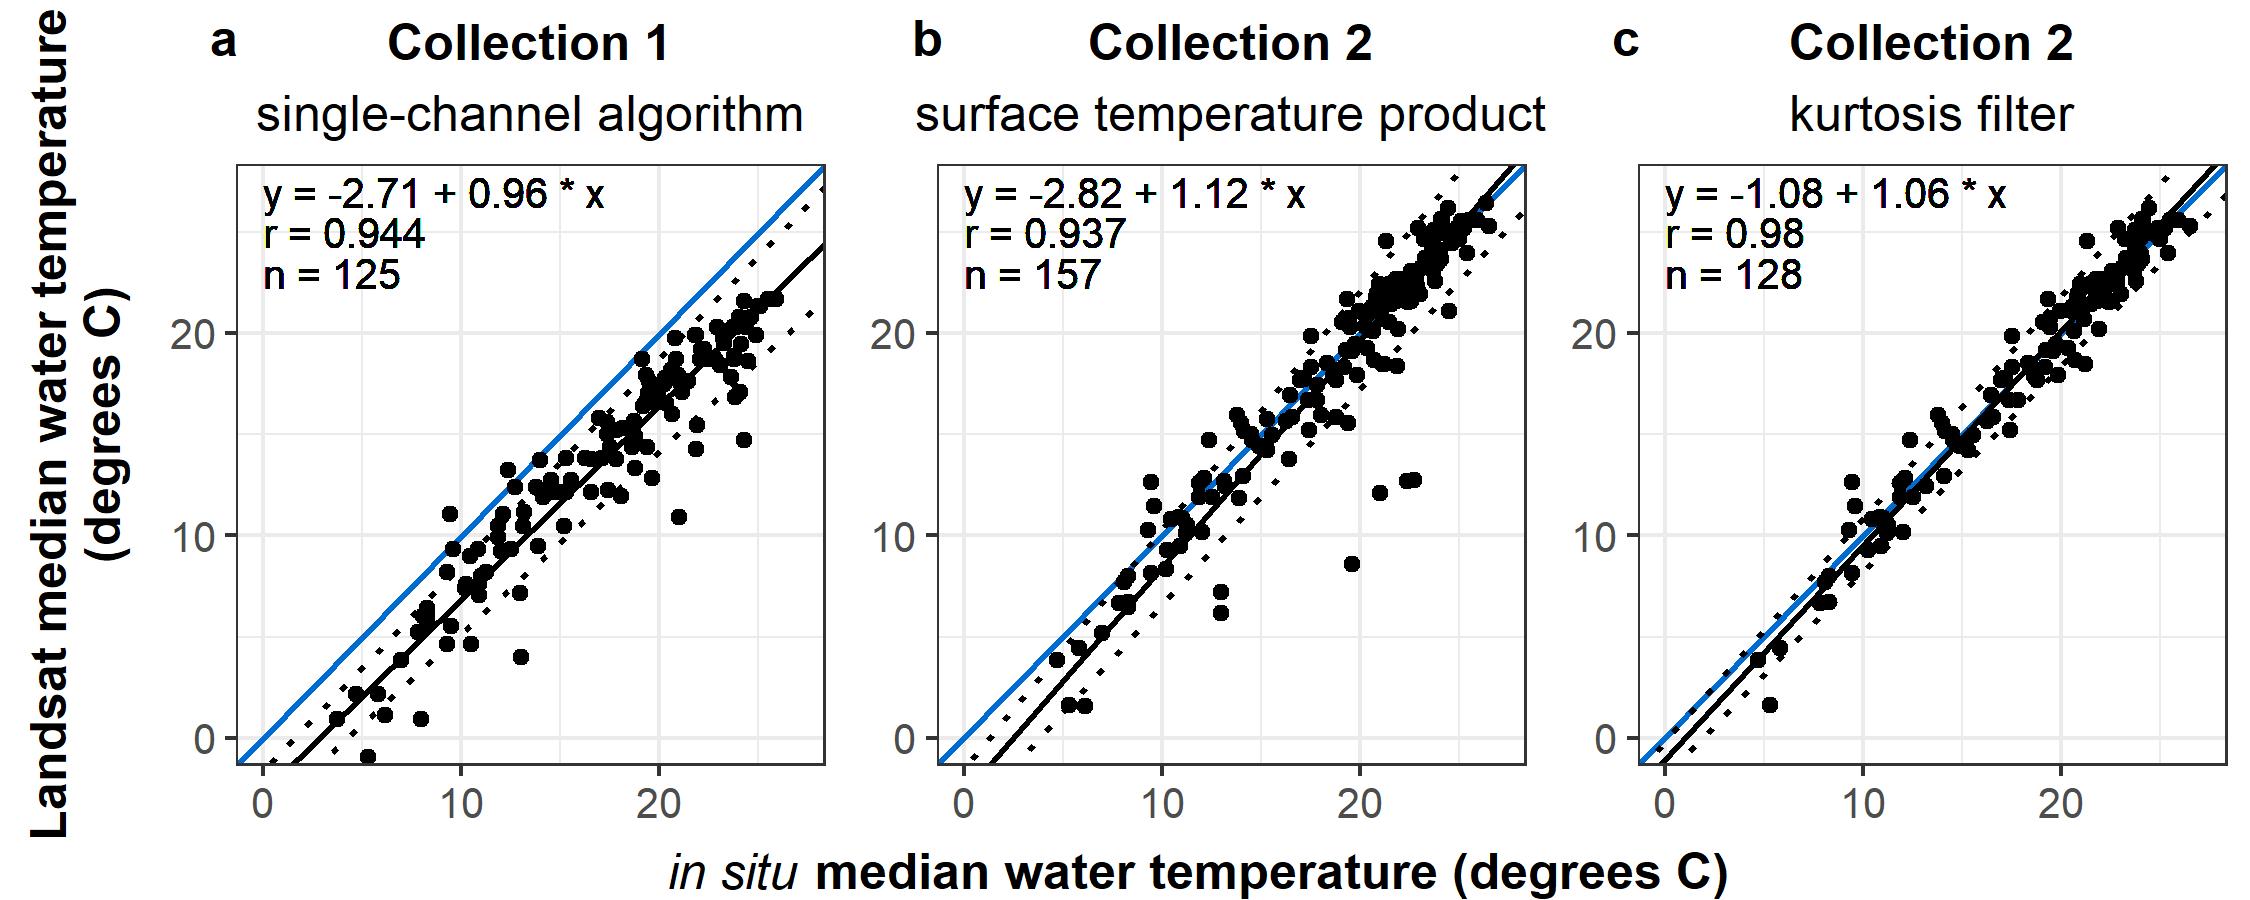 Landsat median water temperature
(degrees C)
a
Collection 1
single-channel algorithm
y = -2.71 + 0.96 * x
r = 0.944
n = 125
20
10
0
0 10 20
b
Collection 2
surface temperature product
y = -2.82 + 1.12 * x
r = 0.937
n = 157
20
10
0
0 10 20
c
Collection 2
kurtosis filter
y = -1.08 + 1.06 * x
r = 0.98
n = 128
20
10
0
0 10 20
in situ median water temperature (degrees C)